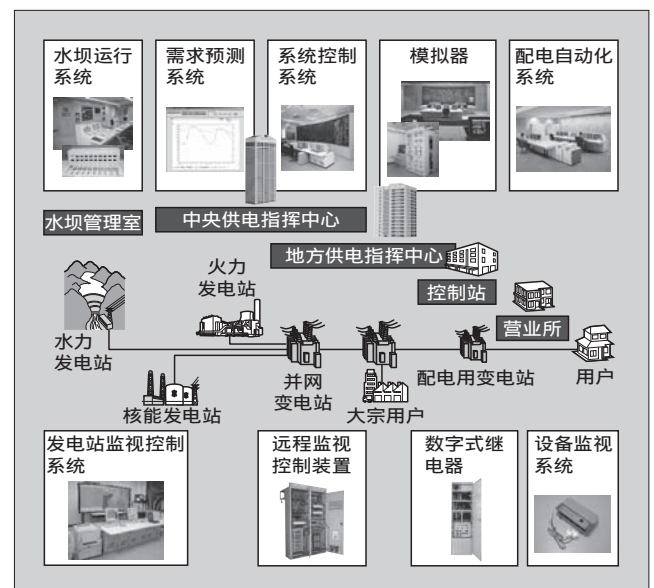 水坝运行
系统
需求预测
系统
系统控制
系统
模拟器
配电自动化
系统
水坝管理室
中央供电指挥中心
地方供电指挥中心
控制站
营业所
火力
发电站
水力
发电站
核能发电站
并网
变电站
大宗用户
配电用变电站
用户
发电站监视控制
系统
远程监视
控制装置
数字式继
电器
设备监视
系统